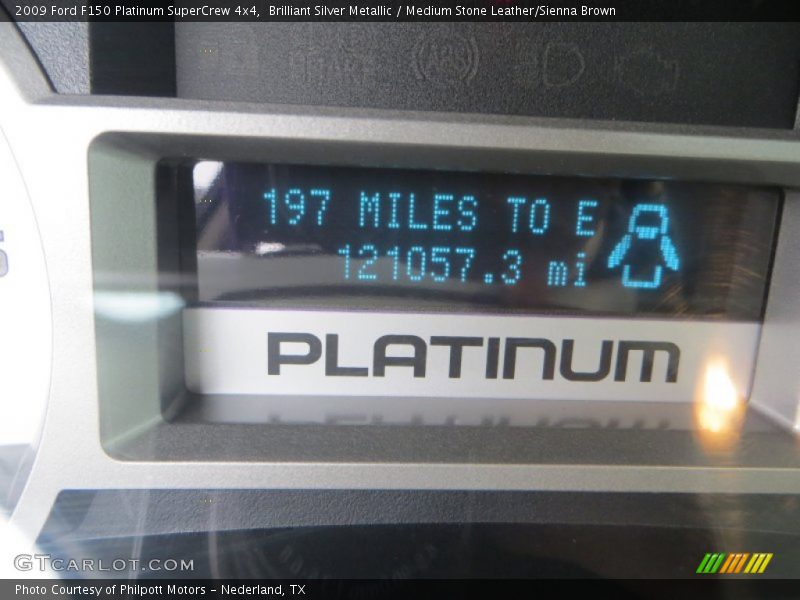 2009 Ford F150 Platinum SuperCrew 4x4, Brilliant Silver Metallic / Medium Stone Leather/Sienna Brown
ABS
197 MILES TO E
121057.3 mi
PLATINUM
GTCARLOT.COM
Photo Courtesy of Philpott Motors - Nederland, TX